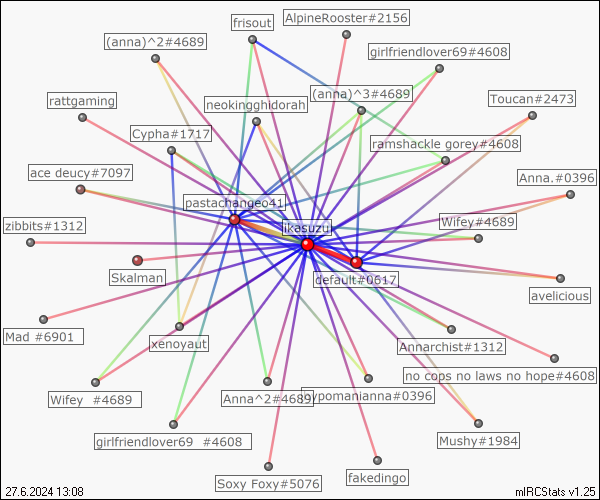 AlpineRooster#2156
frisout
(anna)^2#4689
girlfriendlover69#4608
rattgaming
neokingghidorah
(anna)^3#4689
Toucan#2473
Cypha#1717
ramshackle gorey#4608
ace deucy#7097
Anna.#0396
pastachangeo41
zibbits#1312
ikasuzu
Wifey#4689
Skalman
default#0617
avelicious
Mad #6901
xenoyaut
Annarchist#1312
no cops no laws no hope#4608
Wifey #4689
Anna^2#4689
hypomanianna#0396
girlfriendlover69 #4608
Mushy#1984
Soxy Foxy#5076
fakedingo
27.6.2024 13:08
mIRCStats v1.25